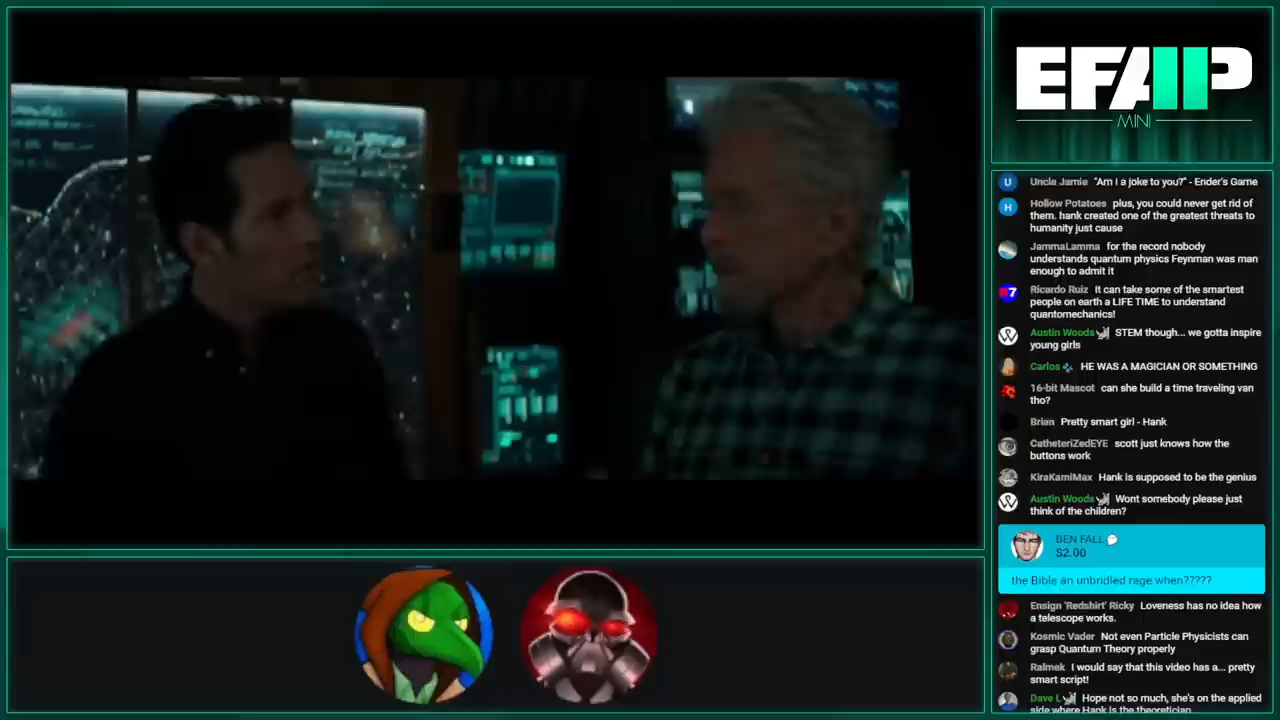 EFAP
MINI
Uncle Jamie "Am i a joke to you?" - Ender's Game
Hollow Potatoes plus, you could never get rid of
them. hank created one of the greatest threats to
humanity just cause
JammaLamma for the record nobody
understands quantum physics Feynman was man
enough to admit it
Ricardo Ruiz It can take some of the smartest
people on earth a LIFE TIME to understand
quantomechanics!
Austin Woods STEM though... we gotta inspire
young girls
Carlos HE WAS A MAGICIAN OR SOMETHING
16-bit Mascot can she build a time traveling van
tho?
Brian Pretty smart girl - Hank
CatheteriZedEYE scott just knows how the
buttons work
KiraKamiMax Hank is supposed to be the genius
Austin Woods Wont somebody please just
think of the children?
BEN FALL
$2.00
the Bible an unbridled rage when?????
Ensign 'Redshirt' Ricky Loveness has no idea how
a telescope works.
Kosmic Vader Not even Particle Physicists can
grasp Quantum Theory properly
Ralmek I would say that this video has a... pretty
smart script!
Dave L Hope not so much, she's on the applied
side where Hank is the theoretician